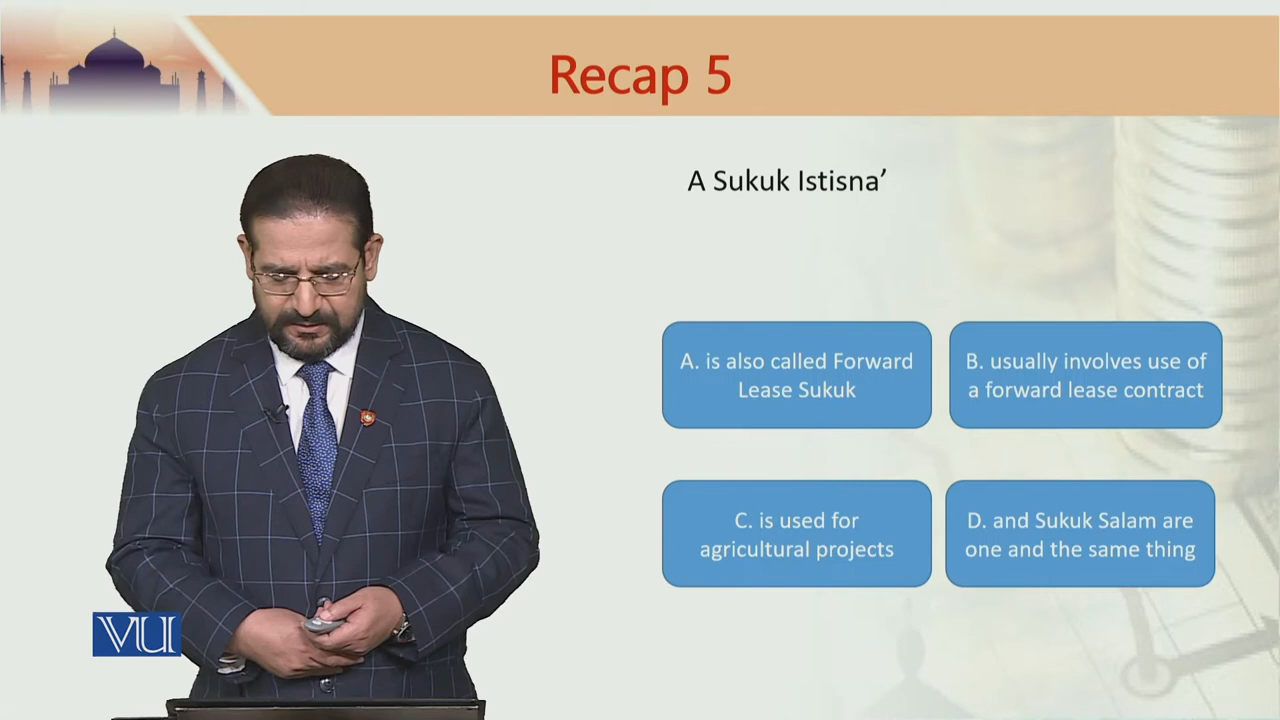 Recap 5
A Sukuk Istisna’
A. is also called Forward
Lease Sukuk
B. usually involves use of
a forward lease contract
C. is used for
agricultural projects
D. and Sukuk Salam are
one and the same thing
VU